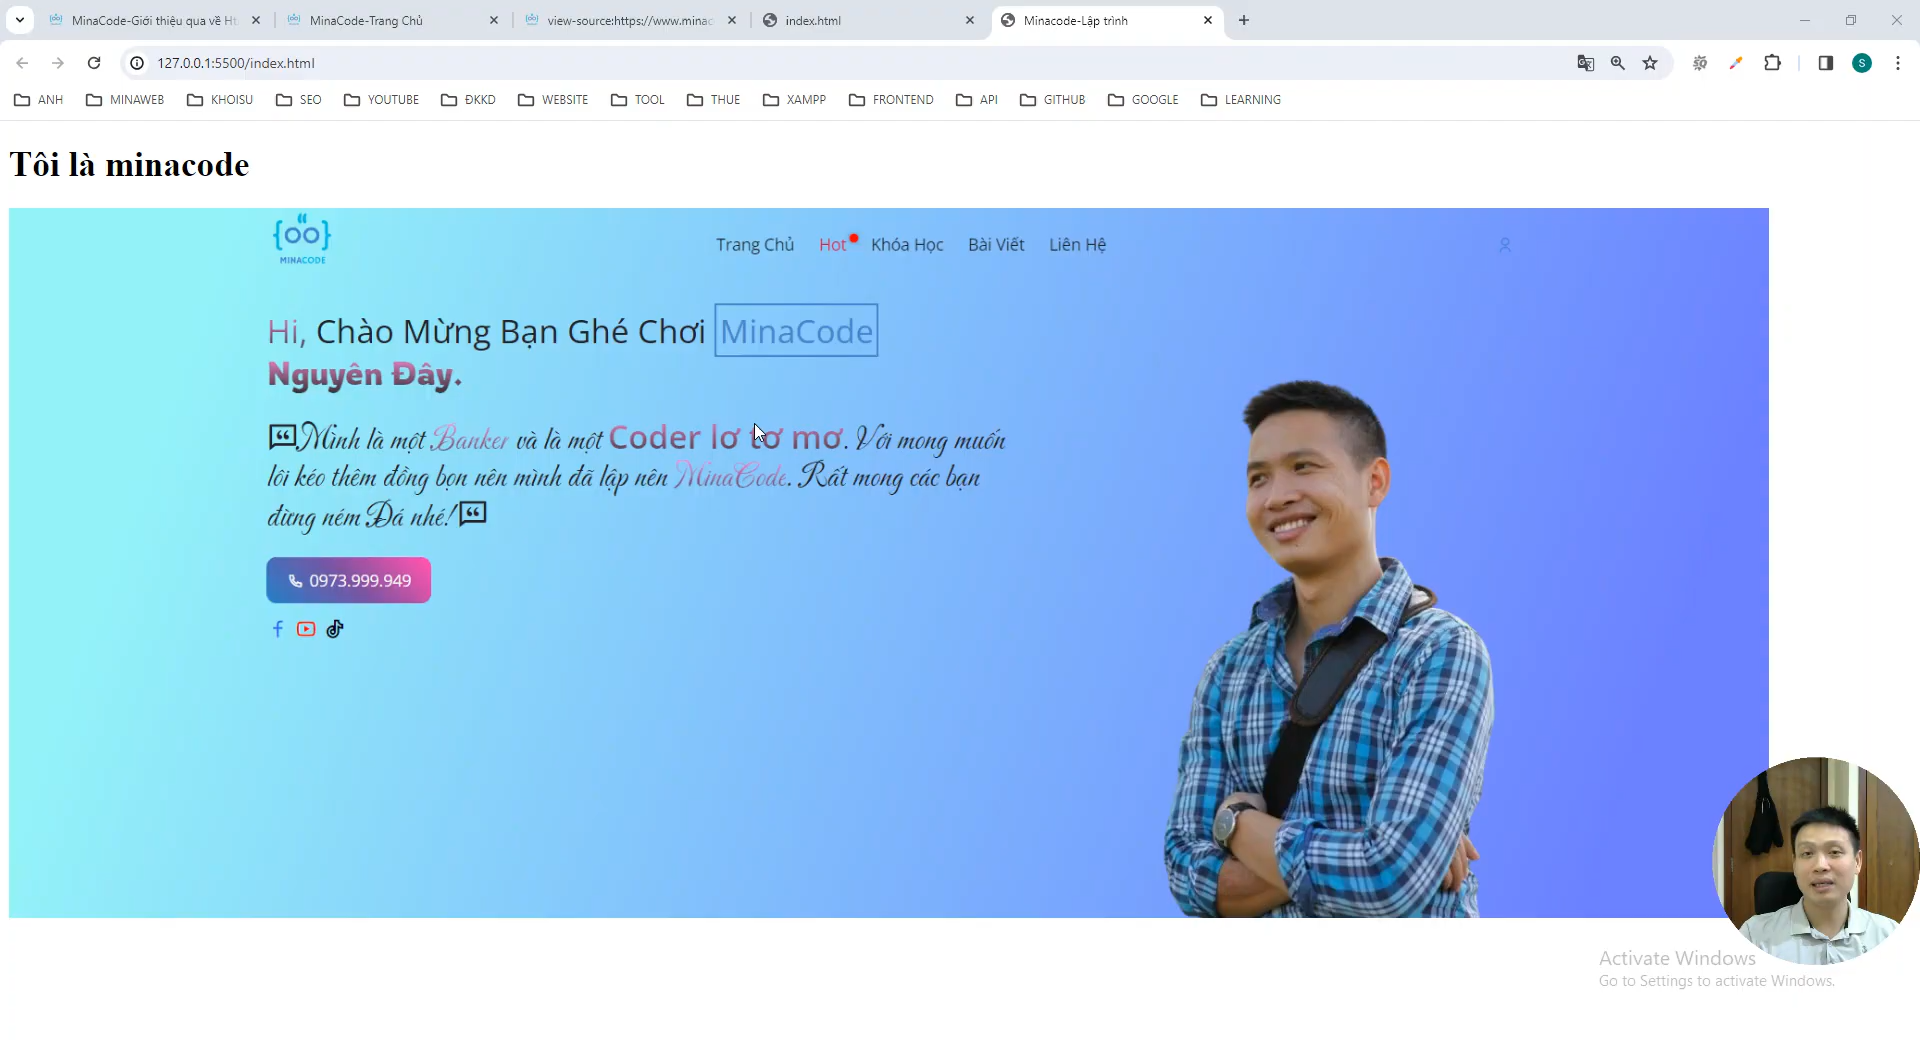 MinaCode-Giới thiệu qua về Ht
MinaCode-Trang Chủ
view-source:https://www.minac
index.html
Minacode-Lập trình
127.0.0.1:5500/index.html
S
ANH
MINAWEB
KHOISU
SEO
YOUTUBE
ĐKKD
WEBSITE
TOOL
THUE
XAMPP
FRONTEND
API
GITHUB
GOOGLE
LEARNING
Tôi là minacode
MINACODE
Trang Chủ
Hot
Khóa Học
Bài Viết
Liên Hệ
Hi, Chào Mừng Bạn Ghé Chơi MinaCode
Nguyên Đây.
Mình là một Banker và là một Coder lơ tơ mơ. Với mong muốn
lôi kéo thêm đồng bọn nên mình đã lập nên MinaCode. Rất mong các bạn
đừng ném Đá nhé!
0973.999.949
Activate Windows
Go to Settings to activate Windows.